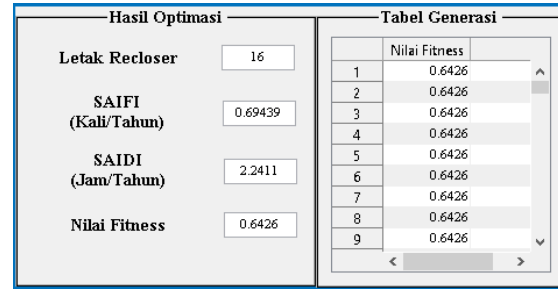 Hasil Optimasi
Letak Recloser 16
SAIFI
(Kali/Tahun) 0.69439
SAIDI
(Jam/Tahun) 2.2411
Nilai Fitness 0.6426
Tabel Generasi
Nilai Fitness
1 0.6426
2 0.6426
3 0.6426
4 0.6426
5 0.6426
6 0.6426
7 0.6426
8 0.6426
9 0.6426